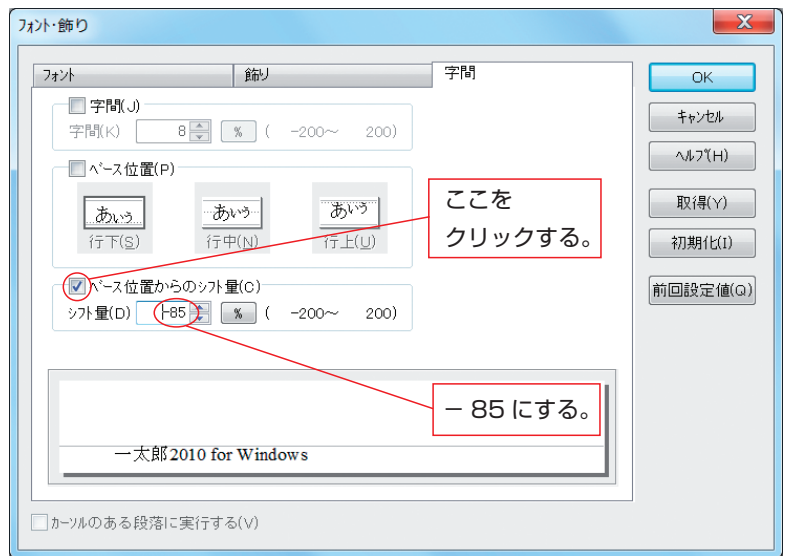 フォント・飾り
フォント
飾り
字間
字間(J)
字間(K) 8 % ( -200～ 200)
ベース位置(P)
あいう
あいう
あいう
行下(S)
行中(N)
行上(U)
ベース位置からのシフト量(C)
シフト量(D) -85 % ( -200～ 200)
ここを
クリックする。
－85にする。
一太郎2010 for Windows
カーソルのある段落に実行する(V)
OK
キャンセル
ヘルプ(H)
取得(Y)
初期化(I)
前回設定値(Q)